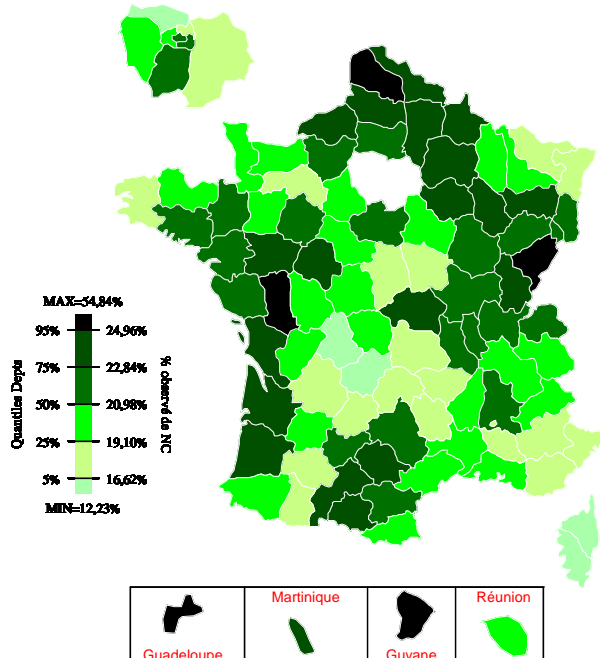 MAX=54,84%
95% 24,96%
75% 22,84%
50% 20,98%
25% 19,10%
5% 16,62%
MIN=12,23%
Quantiles Depts
% observé de NC
Martinique
Réunion
Guadeloupe
Guyane